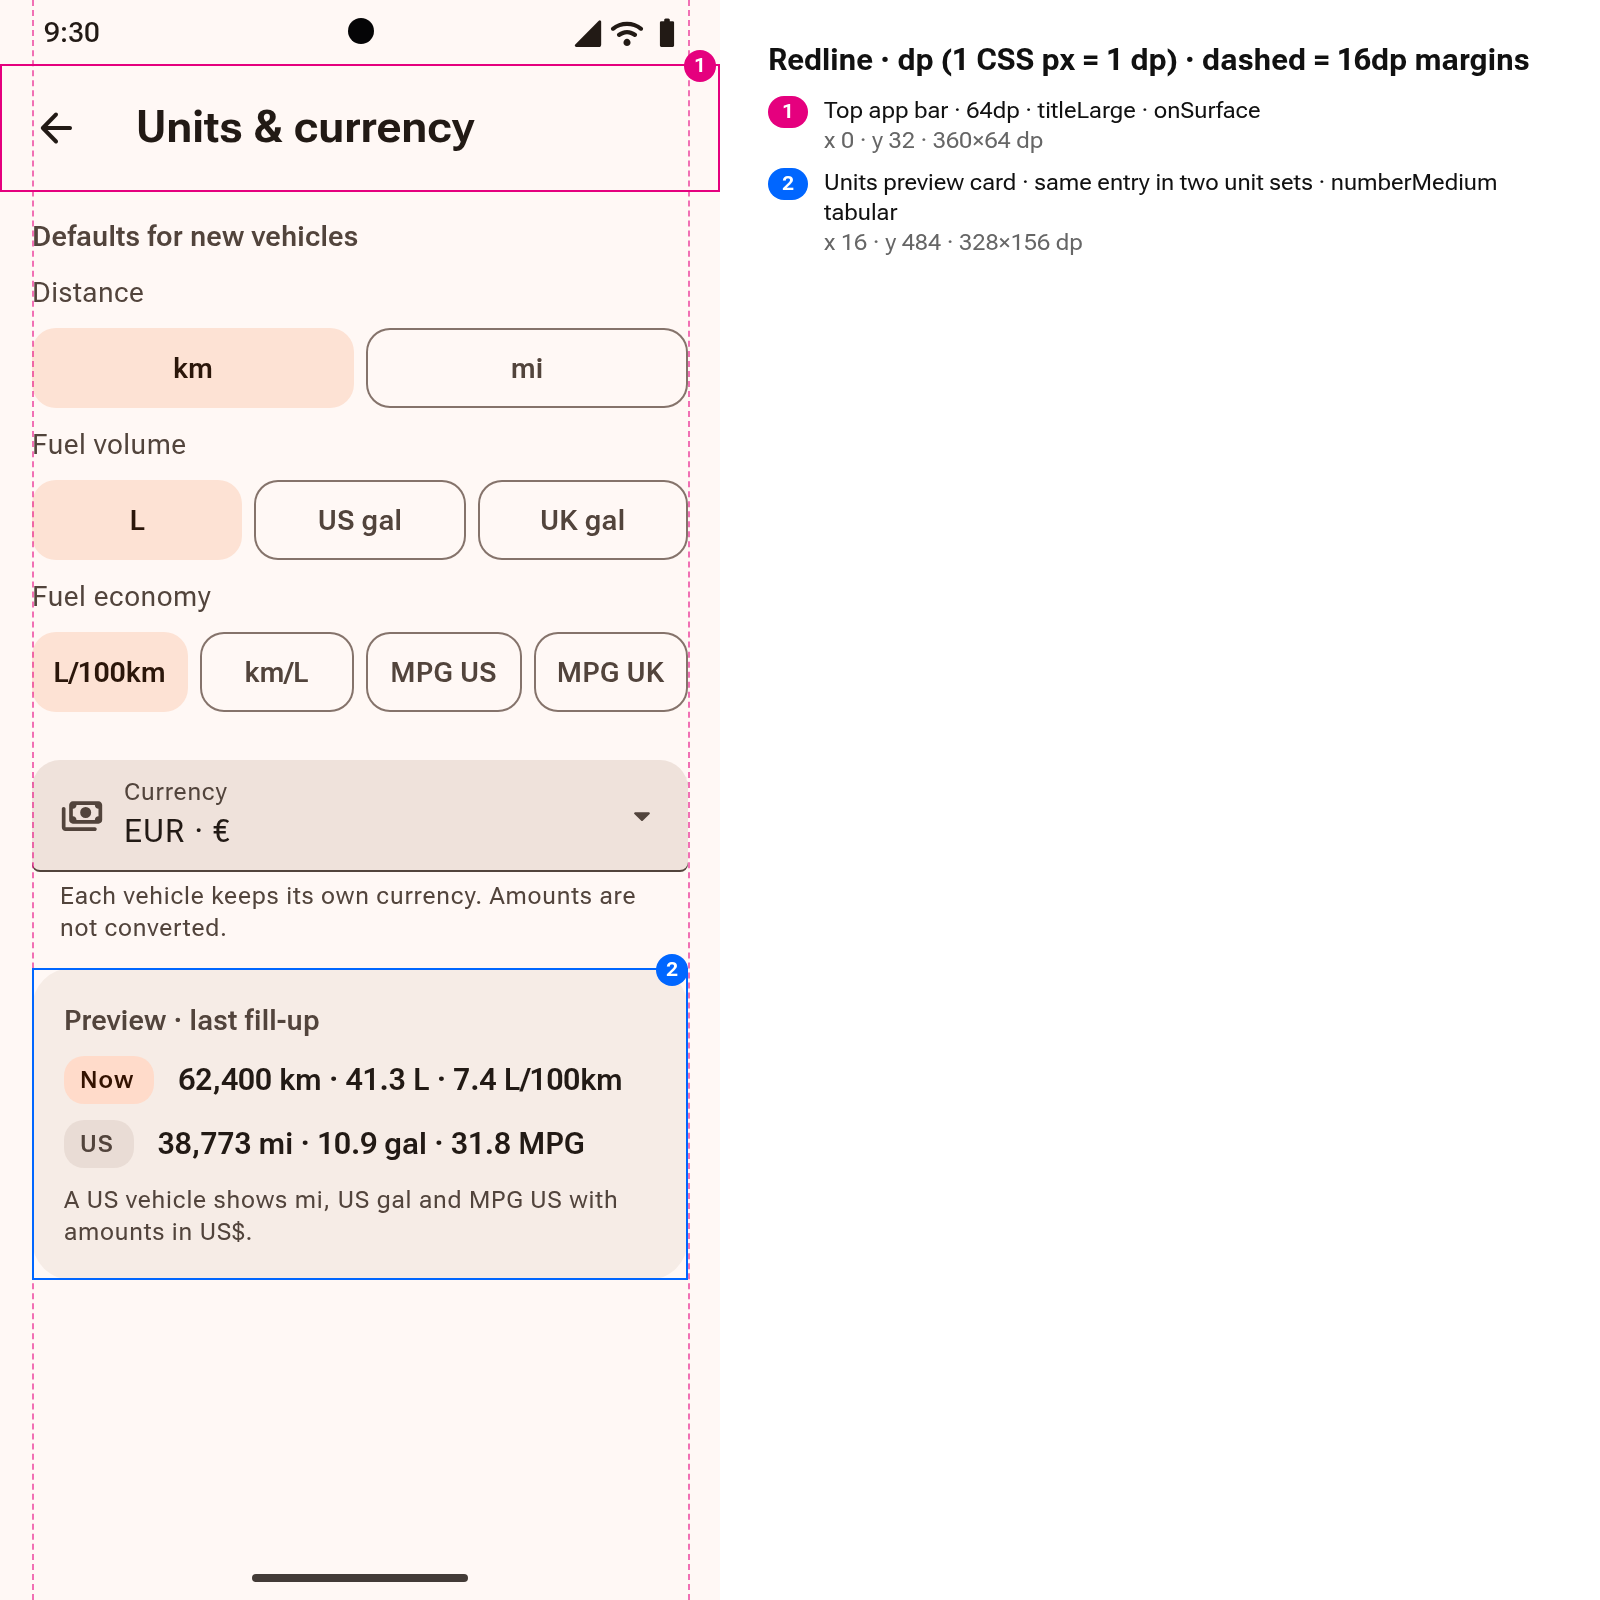 9:30
1
Units & currency
Defaults for new vehicles
Distance
km
mi
Fuel volume
L
US gal
UK gal
Fuel economy
L/100km
km/L
MPG US
MPG UK
Currency
EUR · €
Each vehicle keeps its own currency. Amounts are
not converted.
2
Preview · last fill-up
Now
62,400 km · 41.3 L · 7.4 L/100km
US
38,773 mi · 10.9 gal · 31.8 MPG
A US vehicle shows mi, US gal and MPG US with
amounts in US$.
Redline · dp (1 CSS px = 1 dp) · dashed = 16dp margins
1
Top app bar · 64dp · titleLarge · onSurface
x 0 · y 32 · 360×64 dp
2
Units preview card · same entry in two unit sets · numberMedium
tabular
x 16 · y 484 · 328×156 dp